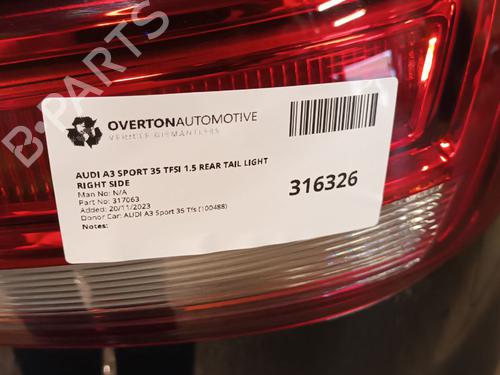 B-PARTS
OVERTONAUTOMOTIVE
VEHICLE DISMANTLERS
AUDI A3 SPORT 35 TFSI 1.5 REAR TAIL LIGHT
RIGHT SIDE
Man No: N/A
Part No: 317063
Added: 20/11/2023
Donor Car: AUDI A3 Sport 35 Tfs (100488)
Notes:
316326